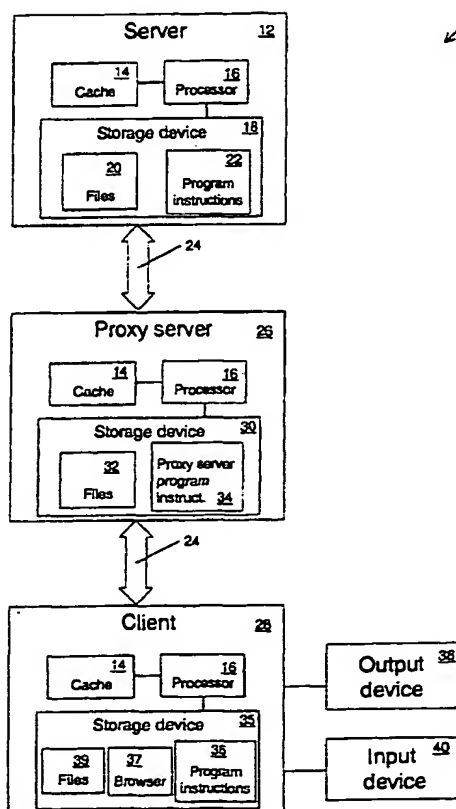 Server 12
14
Cache
16
Processor
Storage device 18
20
Files
22
Program
instructions
24
Proxy server 26
14
Cache
16
Processor
Storage device 30
32
Files
Proxy server
program
instruct. 34
24
Client 28
14
Cache
16
Processor
Storage device 35
39
Files
37
Browser
36
Program
instructions
Output 38
device
Input 40
device